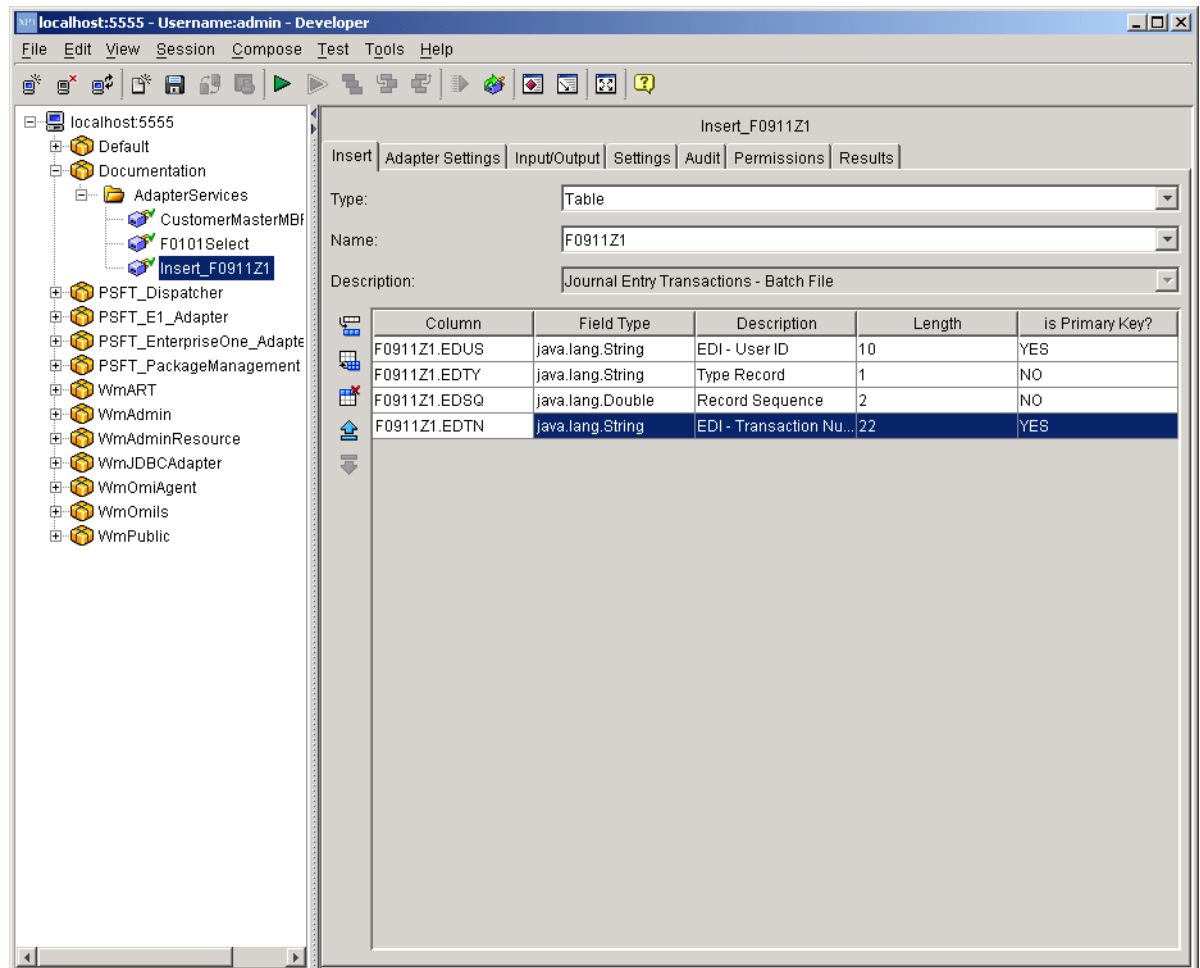 XPI localhost:5555 - Username:admin - Developer
File Edit View Session Compose Test Tools Help
localhost:5555
Default
Documentation
AdapterServices
CustomerMasterMBF
F0101Select
Insert_F0911Z1
PSFT_Dispatcher
PSFT_E1_Adapter
PSFT_EnterpriseOne_Adapte
PSFT_PackageManagement
WmART
WmAdmin
WmAdminResource
WmJDBCAdapter
WmOmiAgent
WmOmils
WmPublic
Insert_F0911Z1
Insert Adapter Settings Input/Output Settings Audit Permissions Results
Type: Table
Name: F0911Z1
Description: Journal Entry Transactions - Batch File
Column Field Type Description Length is Primary Key?
F0911Z1.EDUS java.lang.String EDI - User ID 10 YES
F0911Z1.EDTY java.lang.String Type Record 1 NO
F0911Z1.EDSQ java.lang.Double Record Sequence 2 NO
F0911Z1.EDTN java.lang.String EDI - Transaction Nu... 22 YES